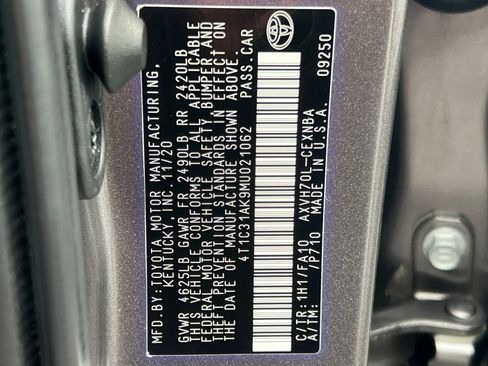 MFD.BY:TOYOTA MOTOR MANUFACTURING,
KENTUCKY, INC. 11/20
GVWR 4625LB GAWR FR 2490LB RR 2420LB
THIS VEHICLE CONFORMS TO ALL APPLICABLE
FEDERAL MOTOR VEHICLE SAFETY, BUMPER, AND
THEFT PREVENTION STANDARDS IN EFFECT ON
THE DATE OF MANUFACTURE SHOWN ABOVE.
4T1C31AK9MU021062 PASS.CAR
C/TR:1H1/FA10 AXVH70L-CEXNBA
A/TM: /P710 MADE IN U.S.A. 09250